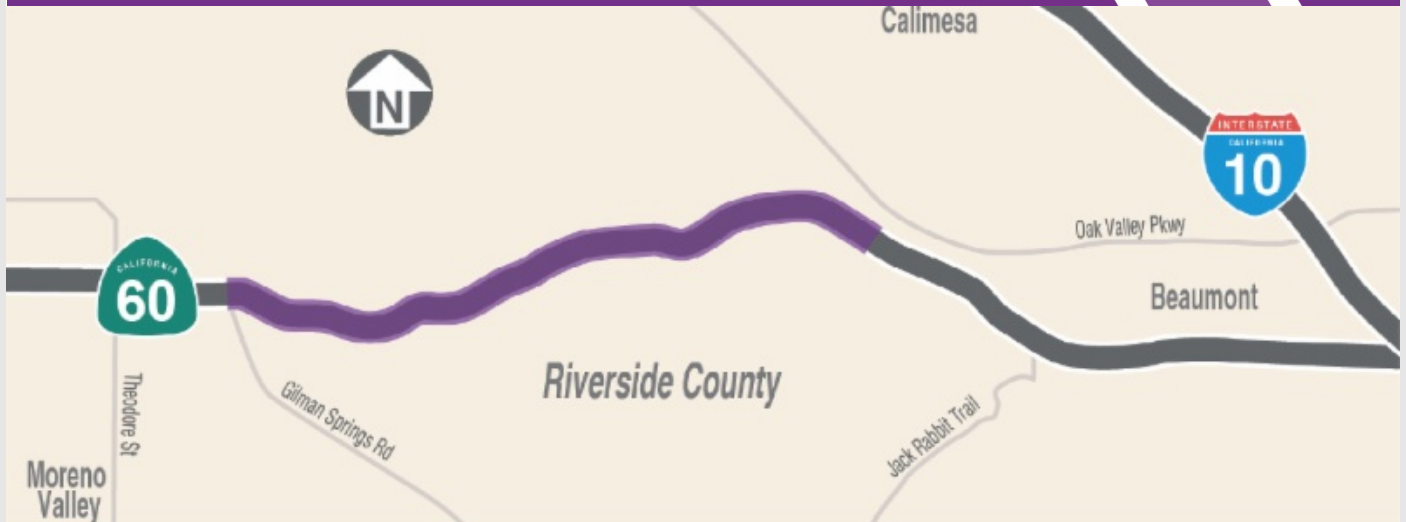 Calimesa
N
INTERSTATE
CALIFORNIA
10
Oak Valley Pkwy
CALIFORNIA
60
Beaumont
Riverside County
Theodore St
Gilman Springs Rd
Jack Rabbit Trail
Moreno
Valley